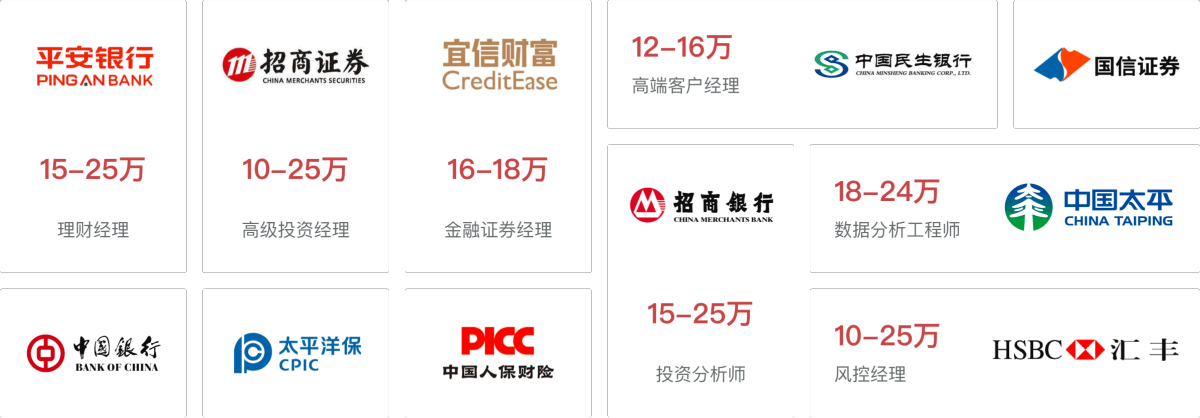 平安银行
PING AN BANK
15-25万
理财经理
招商证券
CHINA MERCHANTS SECURITIES
10-25万
高级投资经理
宜信财富
CreditEase
16-18万
金融证券经理
12-16万
高端客户经理
中国民生银行
CHINA MINSHENG BANKING CORP., LTD.
国信证券
招商银行
CHINA MERCHANTS BANK
15-25万
投资分析师
18-24万
数据分析工程师
中国太平
CHINA TAIPING
中国银行
BANK OF CHINA
太平洋保
CPIC
PICC
中国人保财险
10-25万
风控经理
HSBC 汇丰